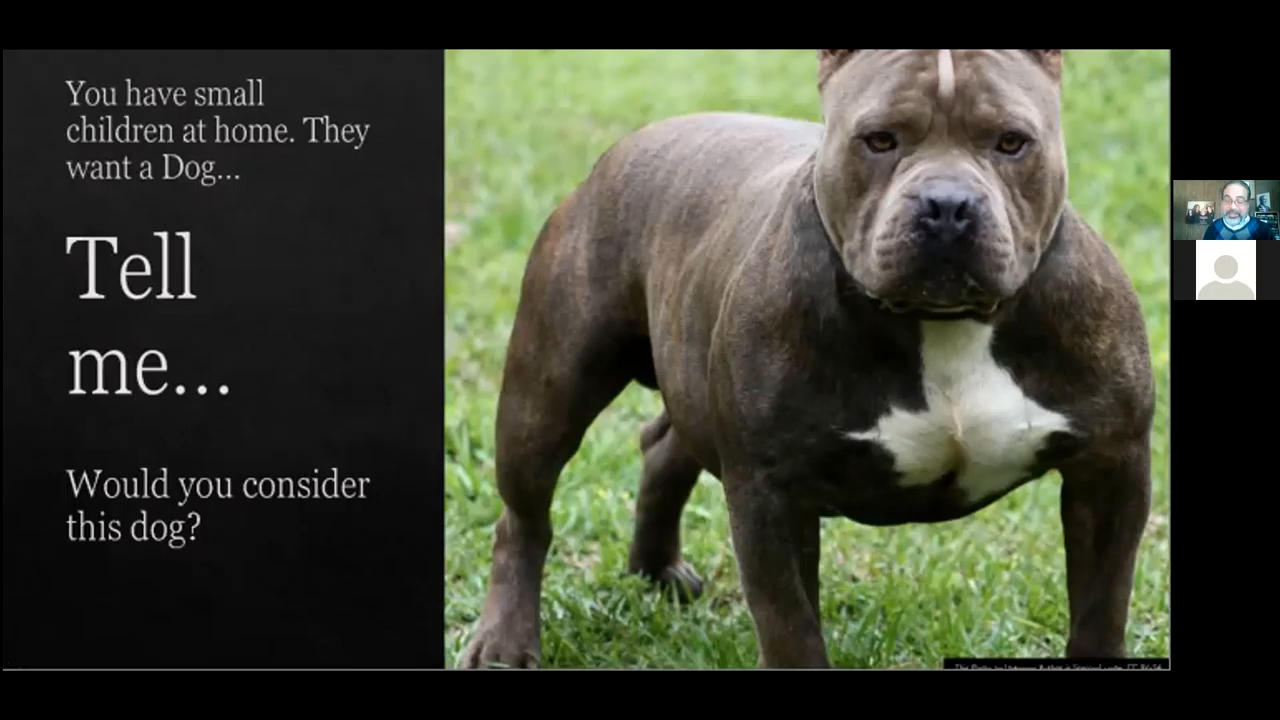 You have small
children at home. They
want a Dog...
Tell
me...
Would you consider
this dog?